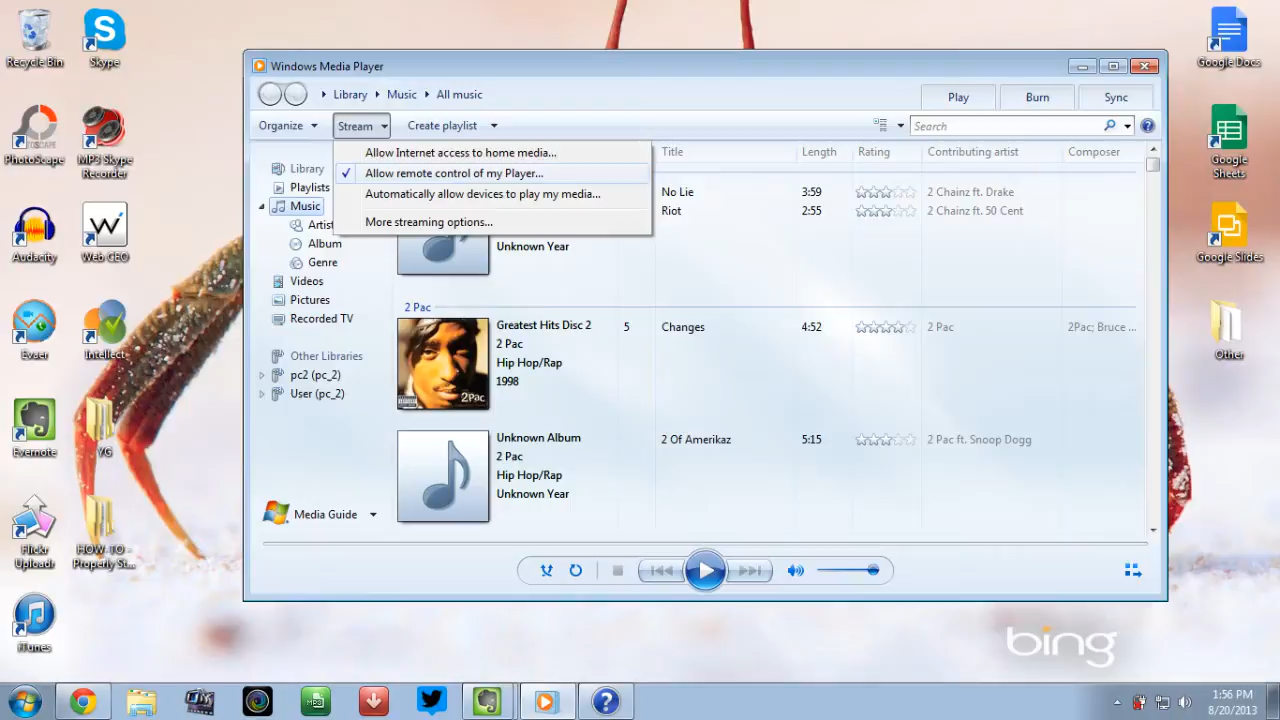 Recycle Bin
Skype
PhotoScape
MP3 Skype
Recorder
Audacity
Web CEO
Evaer
Intellect
Evernote
YG
Flickr
Uploadr
HOW-TO -
Properly St...
iTunes
Windows Media Player
Library
Music
All music
Play
Burn
Sync
Organize
Stream
Create playlist
Search
Allow Internet access to home media...
Allow remote control of my Player...
Automatically allow devices to play my media...
More streaming options...
Library
Playlists
Music
Artist
Album
Genre
Videos
Pictures
Recorded TV
Other Libraries
pc2 (pc_2)
User (pc_2)
Media Guide
Title
Length
Rating
Contributing artist
Composer
No Lie
3:59
2 Chainz ft. Drake
Riot
2:55
2 Chainz ft. 50 Cent
Unknown Year
2 Pac
Greatest Hits Disc 2
5
Changes
4:52
2 Pac
2Pac; Bruce ...
2 Pac
Hip Hop/Rap
1998
2Pac
Unknown Album
2 Of Amerikaz
5:15
2 Pac ft. Snoop Dogg
2 Pac
Hip Hop/Rap
Unknown Year
Google Docs
Google
Sheets
Google Slides
Other
bing
MP3
1:56 PM
8/20/2013